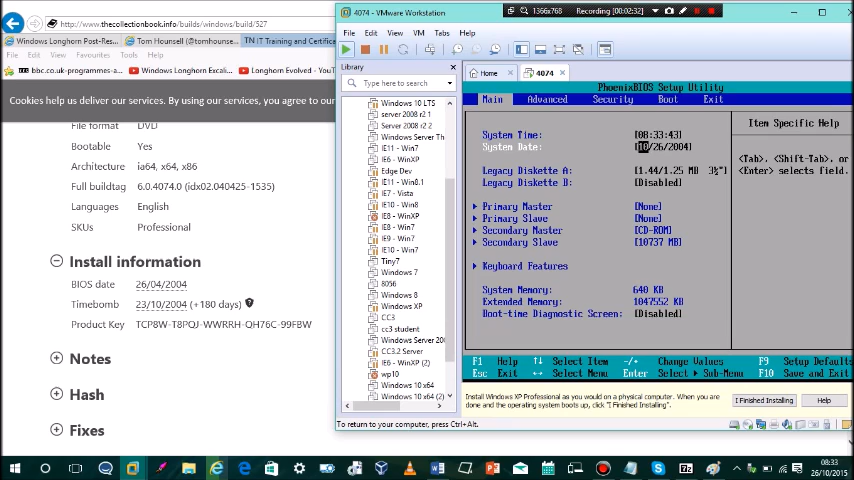 http://www.thecollectionbook.info/builds/windows/build/527
Windows Longhorn Post-Res...
Tom Hounsell (@tomhounse...
TN IT Training and Certifica
File Edit View Favourites Tools Help
bbc.co.uk-programmes-a...
Windows Longhorn Excali...
Longhorn Evolved - YouT
Cookies help us deliver our services. By using our services, you agree to our
File format DVD
Bootable Yes
Architecture ia64, x64, x86
Full buildtag 6.0.4074.0 (idx02.040425-1535)
Languages English
SKUs Professional
Install information
BIOS date 26/04/2004
Timebomb 23/10/2004 (+180 days)
Product Key TCP8W-T8PQJ-WWRRH-QH76C-99FBW
Notes
Hash
Fixes
4074 - VMware Workstation
1366x768
Recording [00:02:32]
File Edit View VM Tabs Help
Library
Type here to search
Windows 10 LTS
server 2008 r2 1
Server 2008 r2 2
Windows Server Th
IE11 - Win7
IE6 - WinXP
Edge Dev
IE11 - Win8.1
IE7 - Vista
IE10 - Win8
IE8 - WinXP
IE8 - Win7
IE9 - Win7
IE10 - Win7
Tiny7
Windows 7
8056
Windows 8
Windows XP
CC3
cc3 student
Windows Server 200
CC3.2 Server
IE6 - WinXP (2)
wp10
Windows 10 x64
Windows 10 x64 (2)
Home
4074
PhoenixBIOS Setup Utility
Main Advanced Security Boot Exit
System Time: [08:33:43]
System Date: [10/26/2004]
Legacy Diskette A: [1.44/1.25 MB 3½"]
Legacy Diskette B: [Disabled]
Primary Master [None]
Primary Slave [None]
Secondary Master [CD-ROM]
Secondary Slave [10737 MB]
Keyboard Features
System Memory: 640 KB
Extended Memory: 1047552 KB
Boot-time Diagnostic Screen: [Disabled]
Item Specific Help
<Tab>, <Shift-Tab>, or
<Enter> selects field.
F1 Help ↑↓ Select Item -/+ Change Values F9 Setup Defaults
Esc Exit ↔ Select Menu Enter Select ▸ Sub-Menu F10 Save and Exit
Install Windows XP Professional as you would on a physical computer. When you are
done and the operating system boots up, click "I Finished Installing".
I Finished Installing
Help
To return to your computer, press Ctrl+Alt.
08:33
26/10/2015